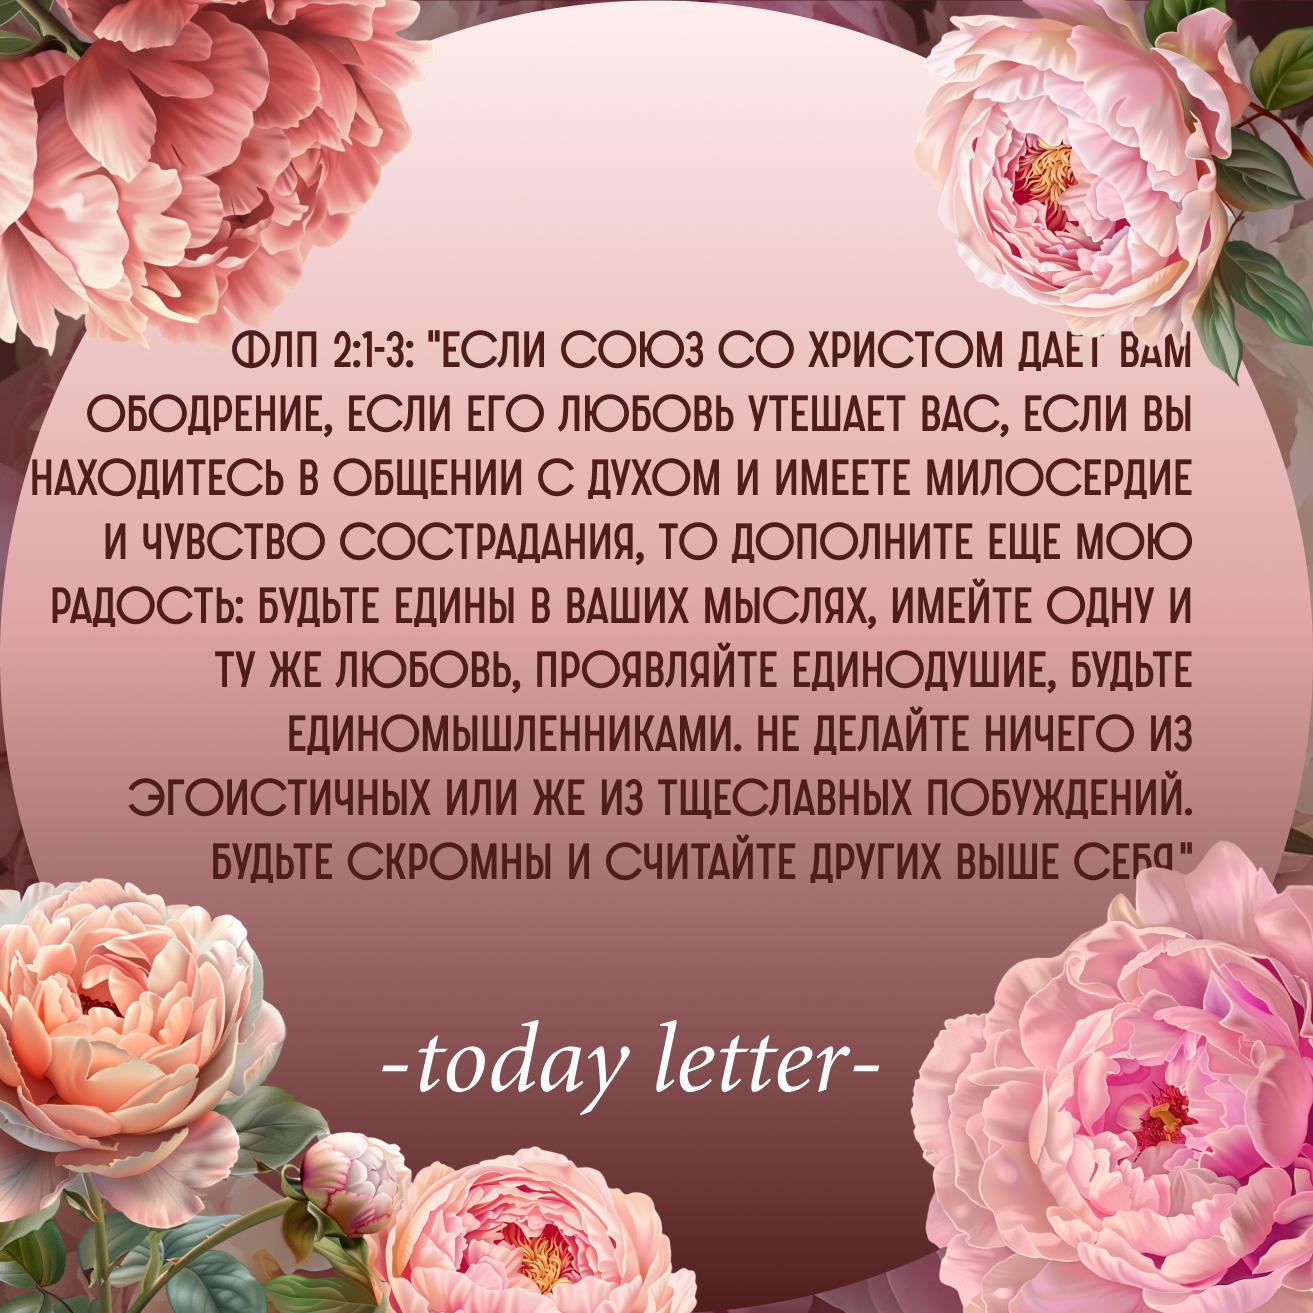 ФЛП 2:1-3: "ЕСЛИ СОЮЗ СО ХРИСТОМ ДАЕТ ВАМ
ОБОДРЕНИЕ, ЕСЛИ ЕГО ЛЮБОВЬ УТЕШАЕТ ВАС, ЕСЛИ ВЫ
НАХОДИТЕСЬ В ОБЩЕНИИ С ДУХОМ И ИМЕЕТЕ МИЛОСЕРДИЕ
И ЧУВСТВО СОСТРАДАНИЯ, ТО ДОПОЛНИТЕ ЕЩЕ МОЮ
РАДОСТЬ: БУДЬТЕ ЕДИНЫ В ВАШИХ МЫСЛЯХ, ИМЕЙТЕ ОДНУ И
ТУ ЖЕ ЛЮБОВЬ, ПРОЯВЛЯЙТЕ ЕДИНОДУШИЕ, БУДЬТЕ
ЕДИНОМЫШЛЕННИКАМИ. НЕ ДЕЛАЙТЕ НИЧЕГО ИЗ
ЭГОИСТИЧНЫХ ИЛИ ЖЕ ИЗ ТЩЕСЛАВНЫХ ПОБУЖДЕНИЙ.
БУДЬТЕ СКРОМНЫ И СЧИТАЙТЕ ДРУГИХ ВЫШЕ СЕБЯ."
-today letter-